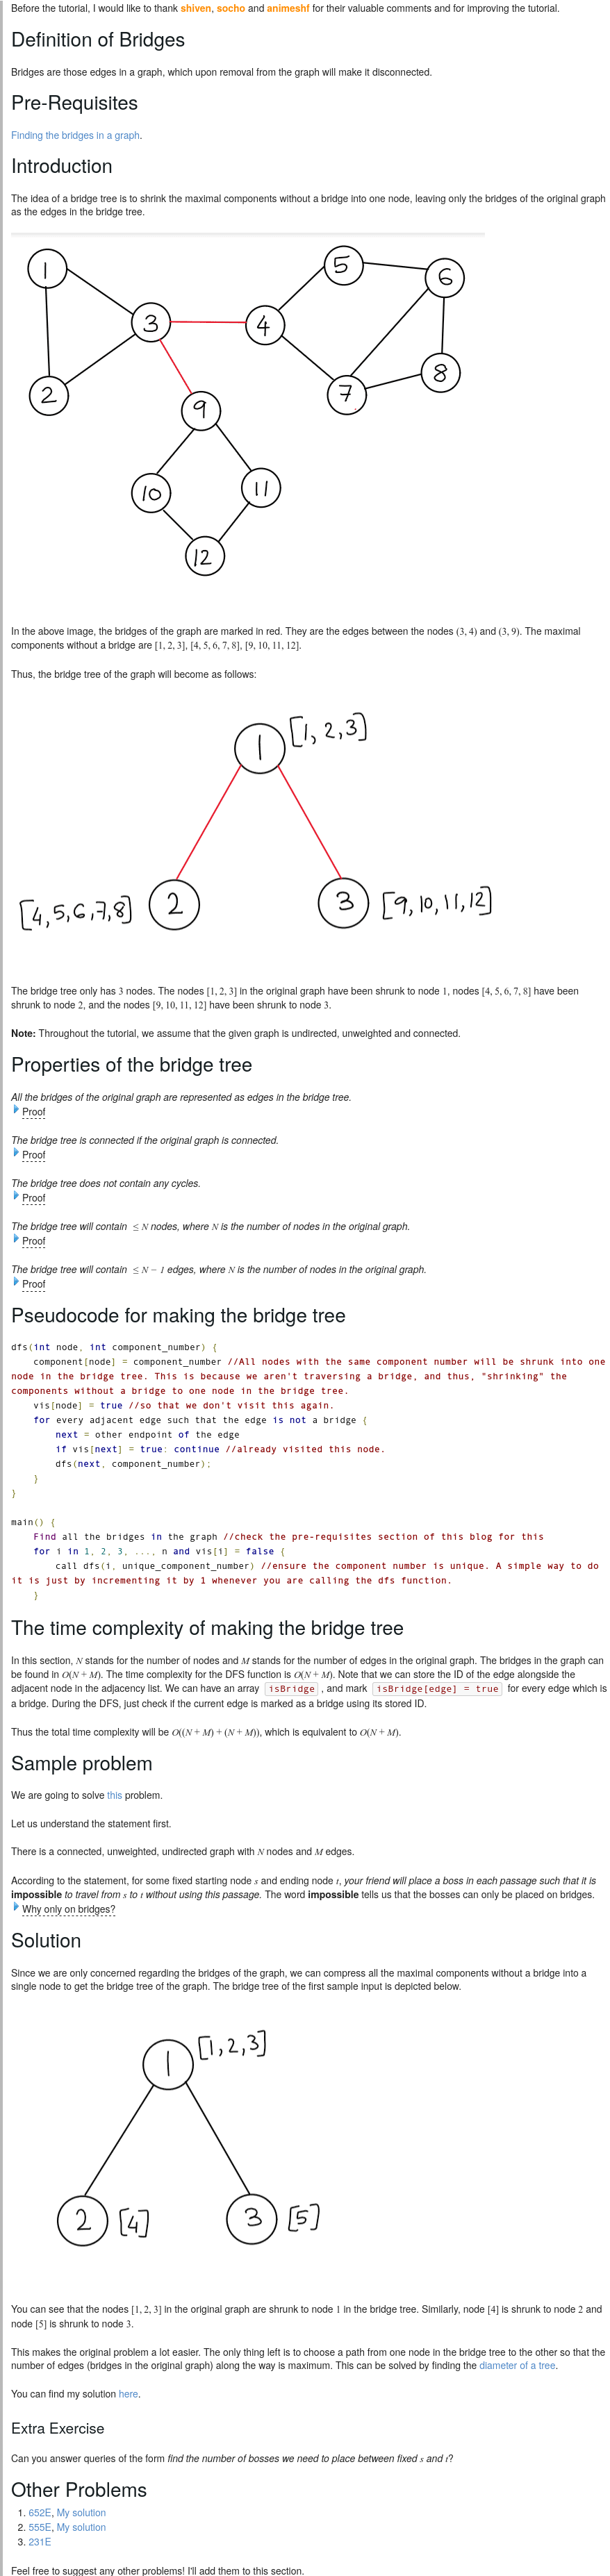 Before the tutorial, I would like to thank shiven, socho and animeshf for their valuable comments and for improving the tutorial.
Definition of Bridges
Bridges are those edges in a graph, which upon removal from the graph will make it disconnected.
Pre-Requisites
Finding the bridges in a graph.
Introduction
The idea of a bridge tree is to shrink the maximal components without a bridge into one node, leaving only the bridges of the original graph
as the edges in the bridge tree.
1
5
6
3
4
2
7
8
9
10
11
12
In the above image, the bridges of the graph are marked in red. They are the edges between the nodes (3, 4) and (3, 9). The maximal
components without a bridge are [1, 2, 3], [4, 5, 6, 7, 8], [9, 10, 11, 12].
Thus, the bridge tree of the graph will become as follows:
1 [1, 2, 3]
[4,5,6,7,8] 2 3 [9,10,11,12]
The bridge tree only has 3 nodes. The nodes [1, 2, 3] in the original graph have been shrunk to node 1, nodes [4, 5, 6, 7, 8] have been
shrunk to node 2, and the nodes [9, 10, 11, 12] have been shrunk to node 3.
Note: Throughout the tutorial, we assume that the given graph is undirected, unweighted and connected.
Properties of the bridge tree
All the bridges of the original graph are represented as edges in the bridge tree.
Proof
The bridge tree is connected if the original graph is connected.
Proof
The bridge tree does not contain any cycles.
Proof
The bridge tree will contain ≤ N nodes, where N is the number of nodes in the original graph.
Proof
The bridge tree will contain ≤ N − 1 edges, where N is the number of nodes in the original graph.
Proof
Pseudocode for making the bridge tree
dfs(int node, int component_number) {
component[node] = component_number //All nodes with the same component number will be shrunk into one
node in the bridge tree. This is because we aren't traversing a bridge, and thus, "shrinking" the
components without a bridge to one node in the bridge tree.
vis[node] = true //so that we don't visit this again.
for every adjacent edge such that the edge is not a bridge {
next = other endpoint of the edge
if vis[next] = true: continue //already visited this node.
dfs(next, component_number);
}
}
main() {
Find all the bridges in the graph //check the pre-requisites section of this blog for this
for i in 1, 2, 3, ..., n and vis[i] = false {
call dfs(i, unique_component_number) //ensure the component number is unique. A simple way to do
it is just by incrementing it by 1 whenever you are calling the dfs function.
}
The time complexity of making the bridge tree
In this section, N stands for the number of nodes and M stands for the number of edges in the original graph. The bridges in the graph can
be found in O(N + M). The time complexity for the DFS function is O(N + M). Note that we can store the ID of the edge alongside the
adjacent node in the adjacency list. We can have an array isBridge , and mark isBridge[edge] = true for every edge which is
a bridge. During the DFS, just check if the current edge is marked as a bridge using its stored ID.
Thus the total time complexity will be O((N + M) + (N + M)), which is equivalent to O(N + M).
Sample problem
We are going to solve this problem.
Let us understand the statement first.
There is a connected, unweighted, undirected graph with N nodes and M edges.
According to the statement, for some fixed starting node s and ending node t, your friend will place a boss in each passage such that it is
impossible to travel from s to t without using this passage. The word impossible tells us that the bosses can only be placed on bridges.
Why only on bridges?
Solution
Since we are only concerned regarding the bridges of the graph, we can compress all the maximal components without a bridge into a
single node to get the bridge tree of the graph. The bridge tree of the first sample input is depicted below.
1 [1,2,3]
2 [4] 3 [5]
You can see that the nodes [1, 2, 3] in the original graph are shrunk to node 1 in the bridge tree. Similarly, node [4] is shrunk to node 2 and
node [5] is shrunk to node 3.
This makes the original problem a lot easier. The only thing left is to choose a path from one node in the bridge tree to the other so that the
number of edges (bridges in the original graph) along the way is maximum. This can be solved by finding the diameter of a tree.
You can find my solution here.
Extra Exercise
Can you answer queries of the form find the number of bosses we need to place between fixed s and t?
Other Problems
1. 652E, My solution
2. 555E, My solution
3. 231E
Feel free to suggest any other problems! I'll add them to this section.